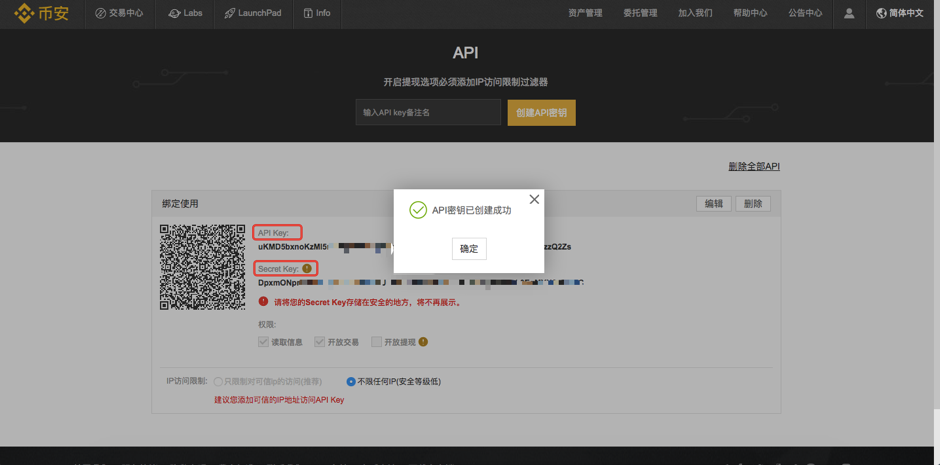 币安 交易中心 Labs LaunchPad Info 资产管理 委托管理 加入我们 帮助中心 公告中心 简体中文
API
开启提现选项必须添加IP访问限制过滤器
输入API key备注名 创建API密钥
删除全部API
绑定使用 编辑 删除
API密钥已创建成功
确定
API Key:
uKMD5bxnoKzMI5 zzQ2Zs
Secret Key:
DpxmONp
请将您的Secret Key存储在安全的地方，将不再展示。
权限:
读取信息 开放交易 开放提现
IP访问限制: 只限制对可信ip的访问(推荐) 不限任何IP(安全等级低)
建议您添加可信的IP地址访问API Key